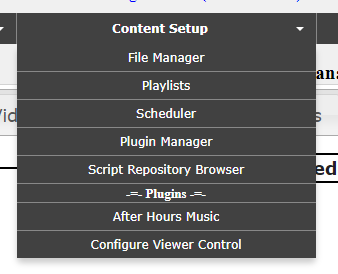 Content Setup
File Manager
Playlists
Scheduler
Plugin Manager
Script Repository Browser
-=- Plugins -=-
After Hours Music
Configure Viewer Control